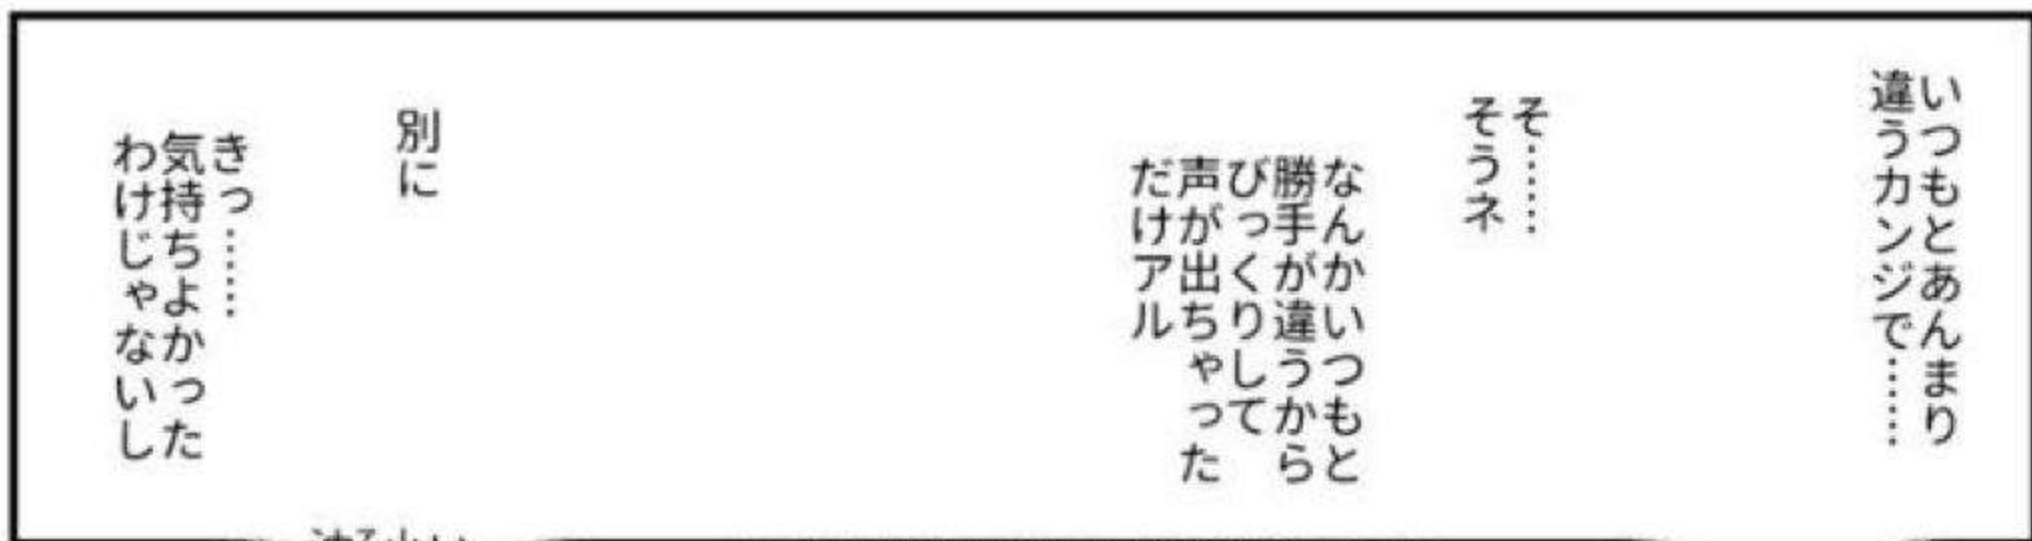 いつもとあんまり
違うカンジで……
そ……
そうネ
なんかいつもと
勝手が違うから
びっくりして
声が出ちゃった
だけアル
別に
きっ……
気持ちよかった
わけじゃないし